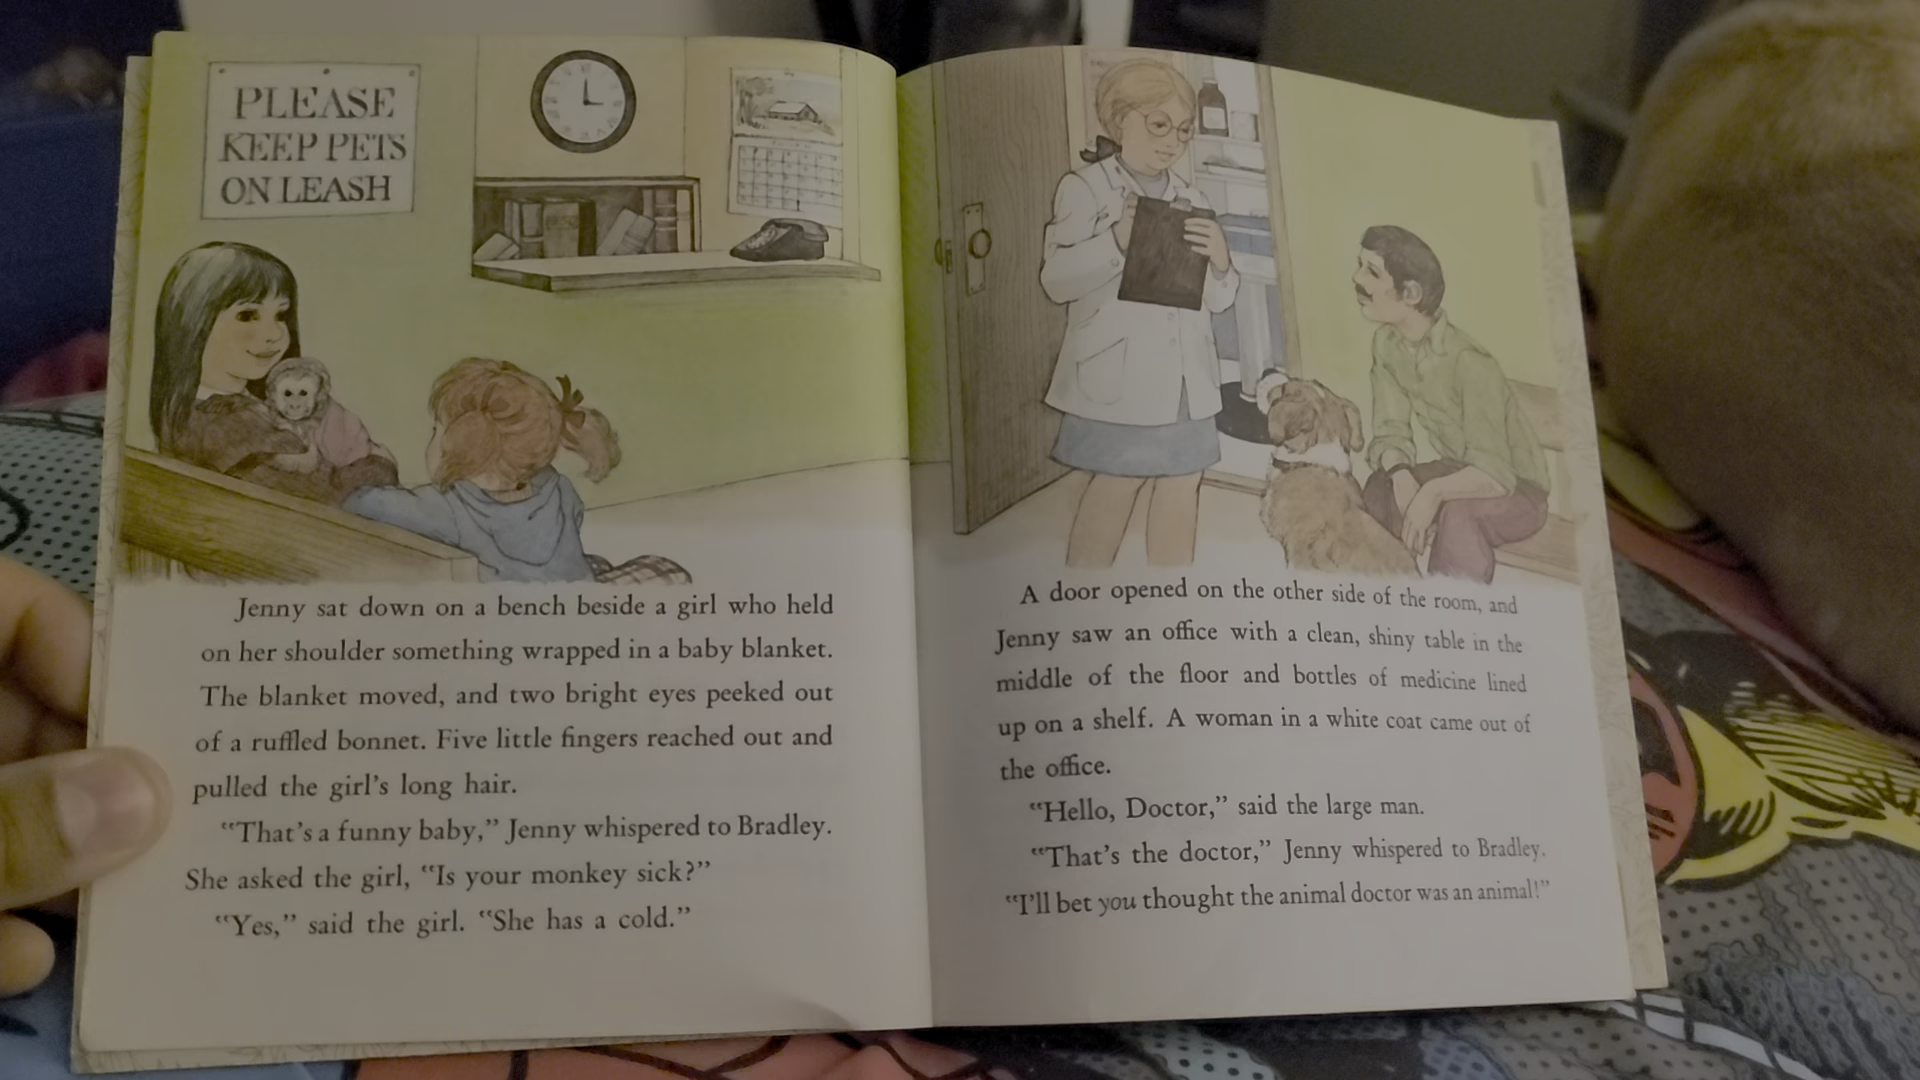 PLEASE
KEEP PETS
ON LEASH
Jenny sat down on a bench beside a girl who held
on her shoulder something wrapped in a baby blanket.
The blanket moved, and two bright eyes peeked out
of a ruffled bonnet. Five little fingers reached out and
pulled the girl's long hair.
"That's a funny baby," Jenny whispered to Bradley.
She asked the girl, "Is your monkey sick?"
"Yes," said the girl. "She has a cold."
A door opened on the other side of the room, and
Jenny saw an office with a clean, shiny table in the
middle of the floor and bottles of medicine lined
up on a shelf. A woman in a white coat came out of
the office.
"Hello, Doctor," said the large man.
"That's the doctor," Jenny whispered to Bradley.
"I'll bet you thought the animal doctor was an animal!"